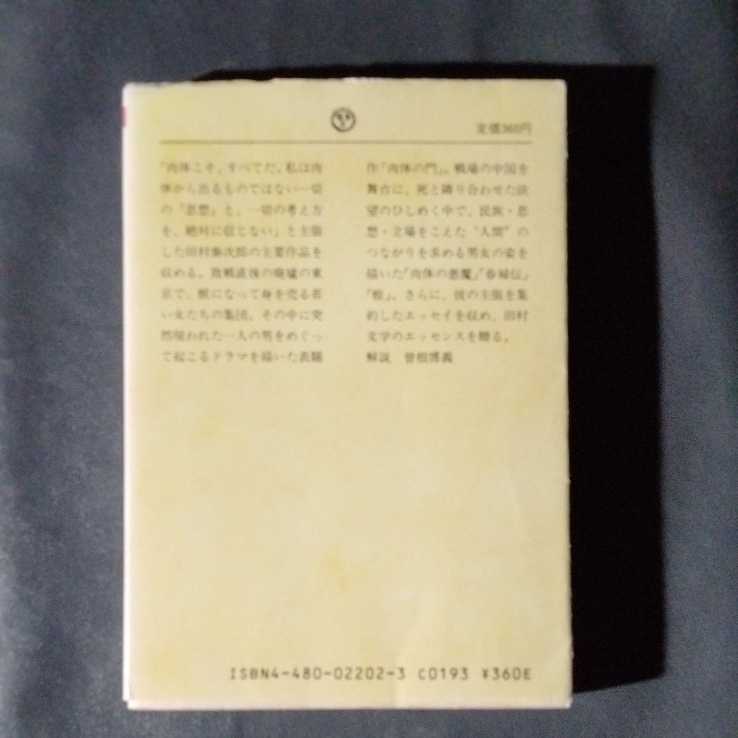 定価360円
「肉体こそ、すべてだ。私は肉
体から出るものではない一切
の『思想』と、一切の考え方
を、絶対に信じない」と主張
した田村泰次郎の主要作品を
収める。敗戦直後の廃墟の東
京で、獣になって身を売る若
い女たちの集団。その中に突
然現われた一人の男をめぐっ
て起こるドラマを描いた表題
作「肉体の門」。戦場の中国を
舞台に、死と隣り合わせた欲
望のひしめく中で、民族・思
想・立場をこえた"人間"の
つながりを求める男女の姿を
描いた「肉体の悪魔」「春婦伝」
「蝗」。さらに、彼の主張を集
約したエッセイを収め、田村
文学のエッセンスを贈る。
解説 曾根博義
ISBN4-480-02202-3 C0193 ¥360E